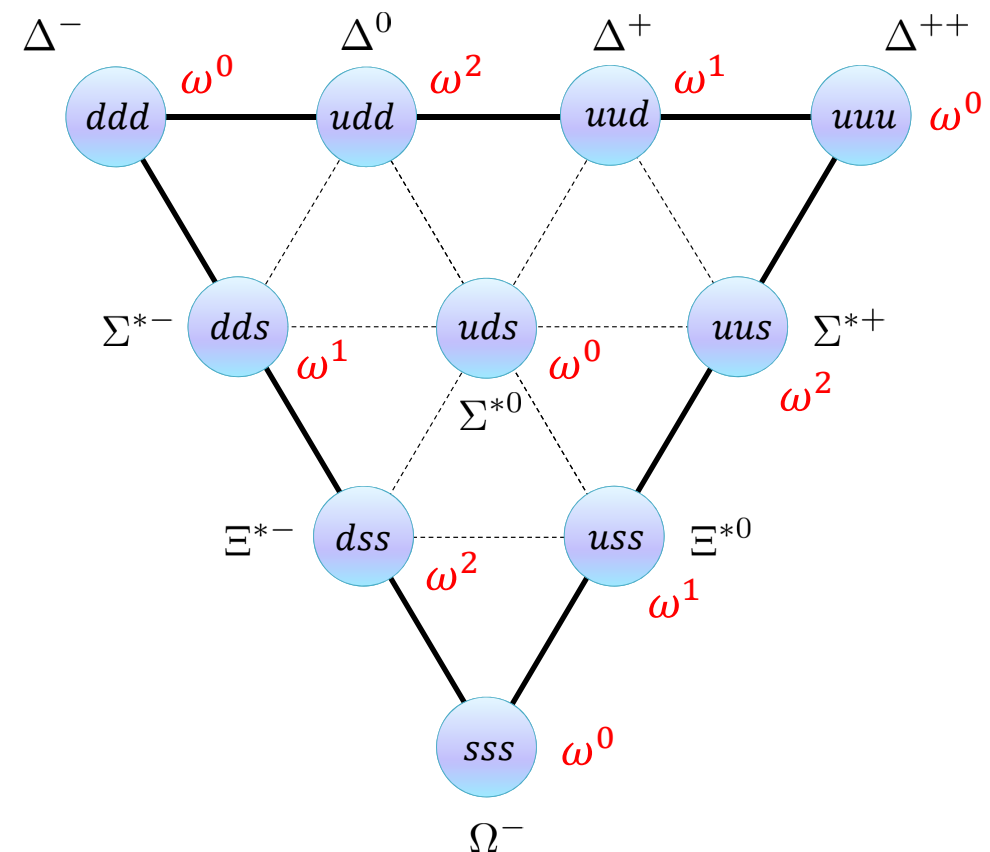 Δ⁻ Δ⁰ Δ⁺ Δ⁺⁺
ddd ω⁰ udd ω² uud ω¹ uuu ω⁰
Σ*⁻ dds ω¹ uds ω⁰ uus Σ*⁺
Σ*⁰ ω²
Ξ*⁻ dss ω² uss Ξ*⁰
ω¹
sss ω⁰
Ω⁻